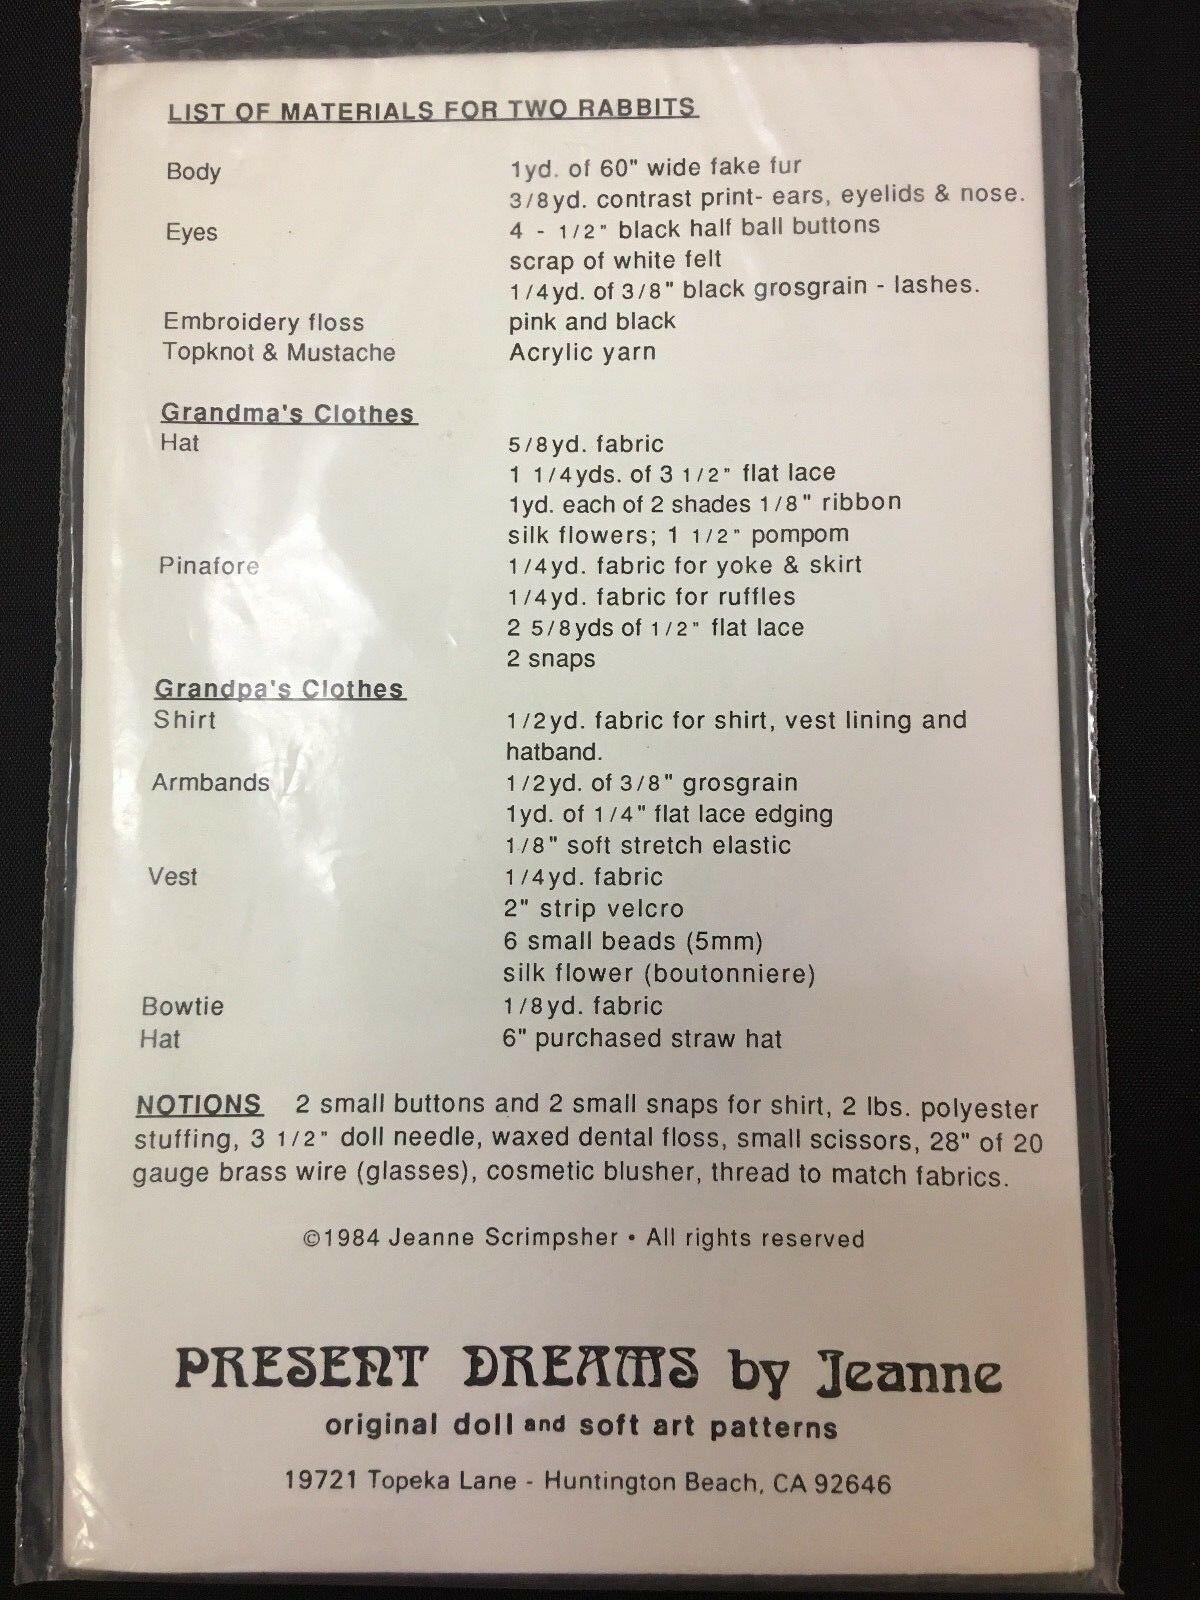 LIST OF MATERIALS FOR TWO RABBITS
Body 1yd. of 60" wide fake fur
3/8yd. contrast print- ears, eyelids & nose.
Eyes 4 - 1/2" black half ball buttons
scrap of white felt
1/4yd. of 3/8" black grosgrain - lashes.
Embroidery floss pink and black
Topknot & Mustache Acrylic yarn
Grandma's Clothes
Hat 5/8yd. fabric
1 1/4yds. of 3 1/2" flat lace
1yd. each of 2 shades 1/8" ribbon
silk flowers; 1 1/2" pompom
Pinafore 1/4yd. fabric for yoke & skirt
1/4yd. fabric for ruffles
2 5/8yds of 1/2" flat lace
2 snaps
Grandpa's Clothes
Shirt 1/2yd. fabric for shirt, vest lining and
hatband.
Armbands 1/2yd. of 3/8" grosgrain
1yd. of 1/4" flat lace edging
1/8" soft stretch elastic
Vest 1/4yd. fabric
2" strip velcro
6 small beads (5mm)
silk flower (boutonniere)
Bowtie 1/8yd. fabric
Hat 6" purchased straw hat
NOTIONS 2 small buttons and 2 small snaps for shirt, 2 lbs. polyester
stuffing, 3 1/2" doll needle, waxed dental floss, small scissors, 28" of 20
gauge brass wire (glasses), cosmetic blusher, thread to match fabrics.
©1984 Jeanne Scrimpsher • All rights reserved
PRESENT DREAMS by Jeanne
original doll and soft art patterns
19721 Topeka Lane - Huntington Beach, CA 92646